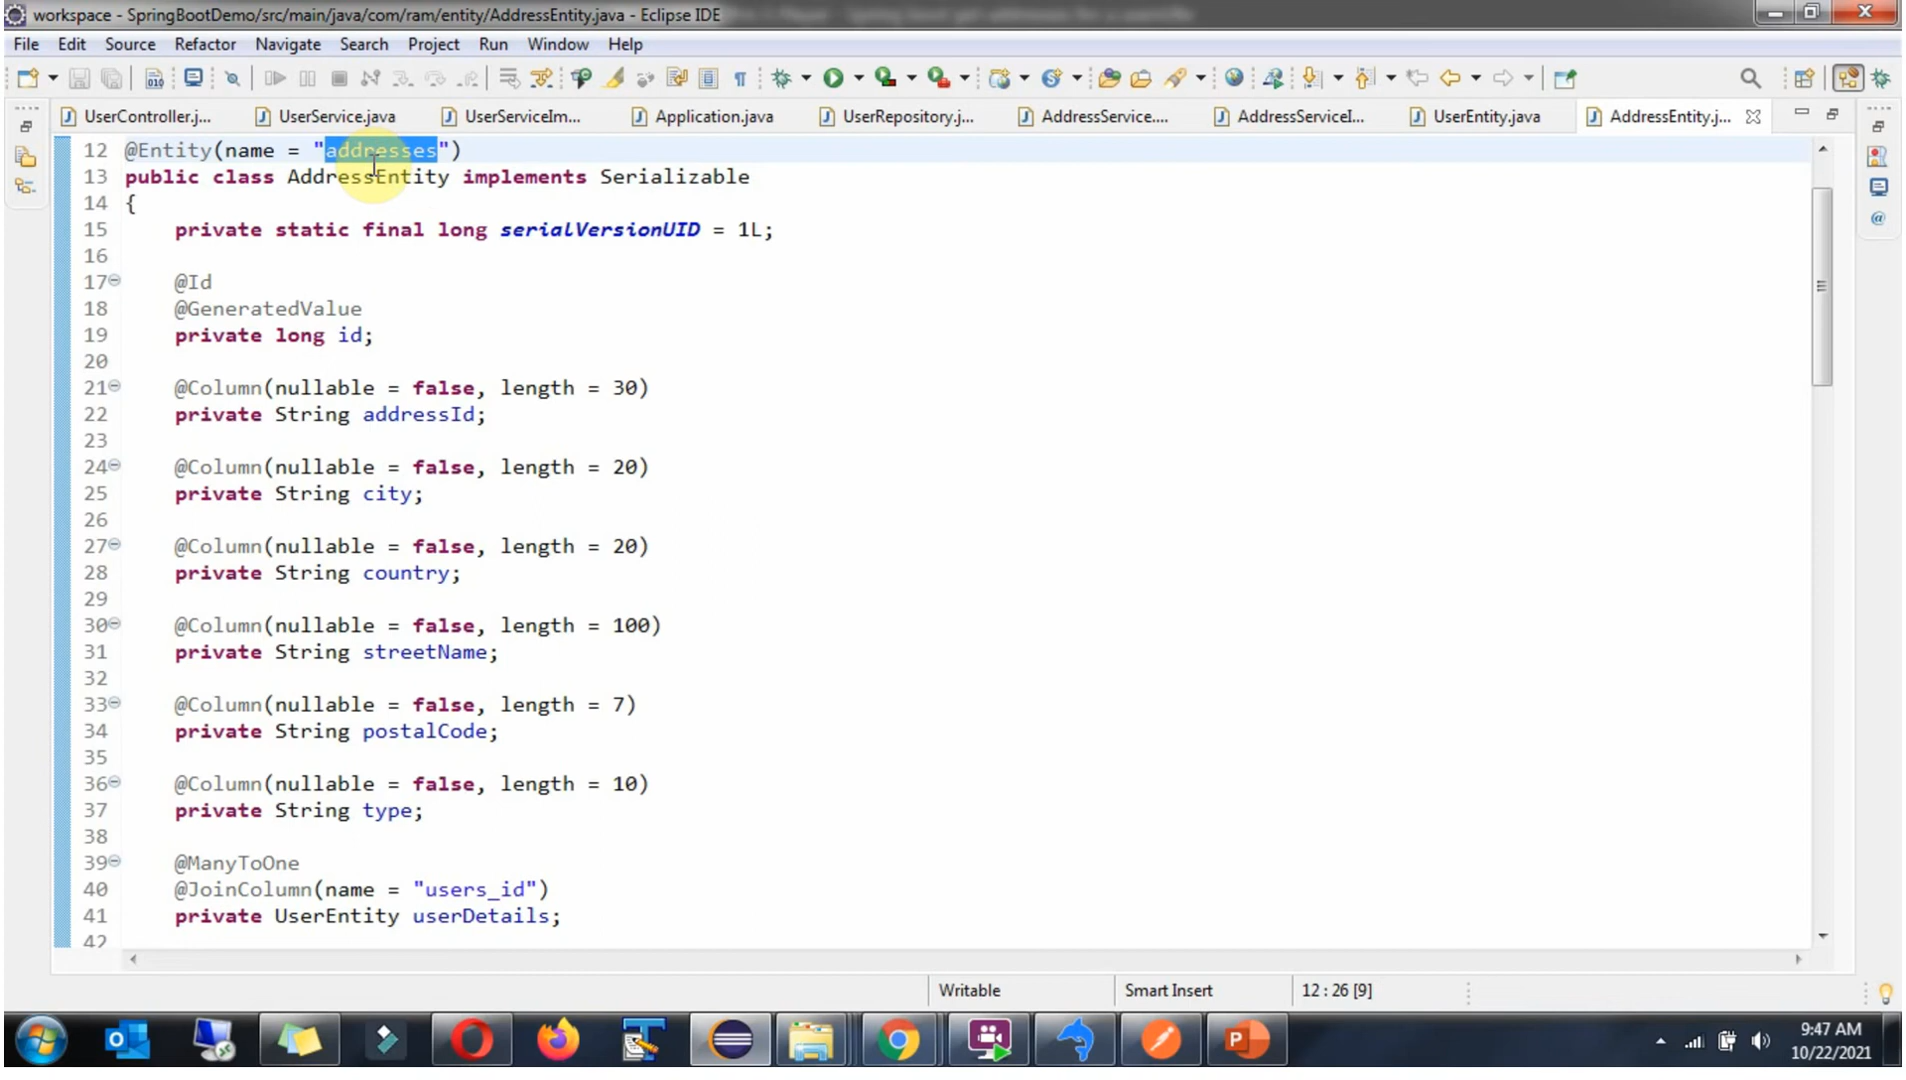 workspace - SpringBootDemo/src/main/java/com/ram/entity/AddressEntity.java - Eclipse IDE
File Edit Source Refactor Navigate Search Project Run Window Help
UserController.j... UserService.java UserServiceIm... Application.java UserRepository.j... AddressService.... AddressServiceI... UserEntity.java AddressEntity.j...
12 @Entity(name = "addresses")
13 public class AddressEntity implements Serializable
14 {
15 private static final long serialVersionUID = 1L;
16
17 @Id
18 @GeneratedValue
19 private long id;
20
21 @Column(nullable = false, length = 30)
22 private String addressId;
23
24 @Column(nullable = false, length = 20)
25 private String city;
26
27 @Column(nullable = false, length = 20)
28 private String country;
29
30 @Column(nullable = false, length = 100)
31 private String streetName;
32
33 @Column(nullable = false, length = 7)
34 private String postalCode;
35
36 @Column(nullable = false, length = 10)
37 private String type;
38
39 @ManyToOne
40 @JoinColumn(name = "users_id")
41 private UserEntity userDetails;
42
Writable Smart Insert 12 : 26 [9]
9:47 AM
10/22/2021